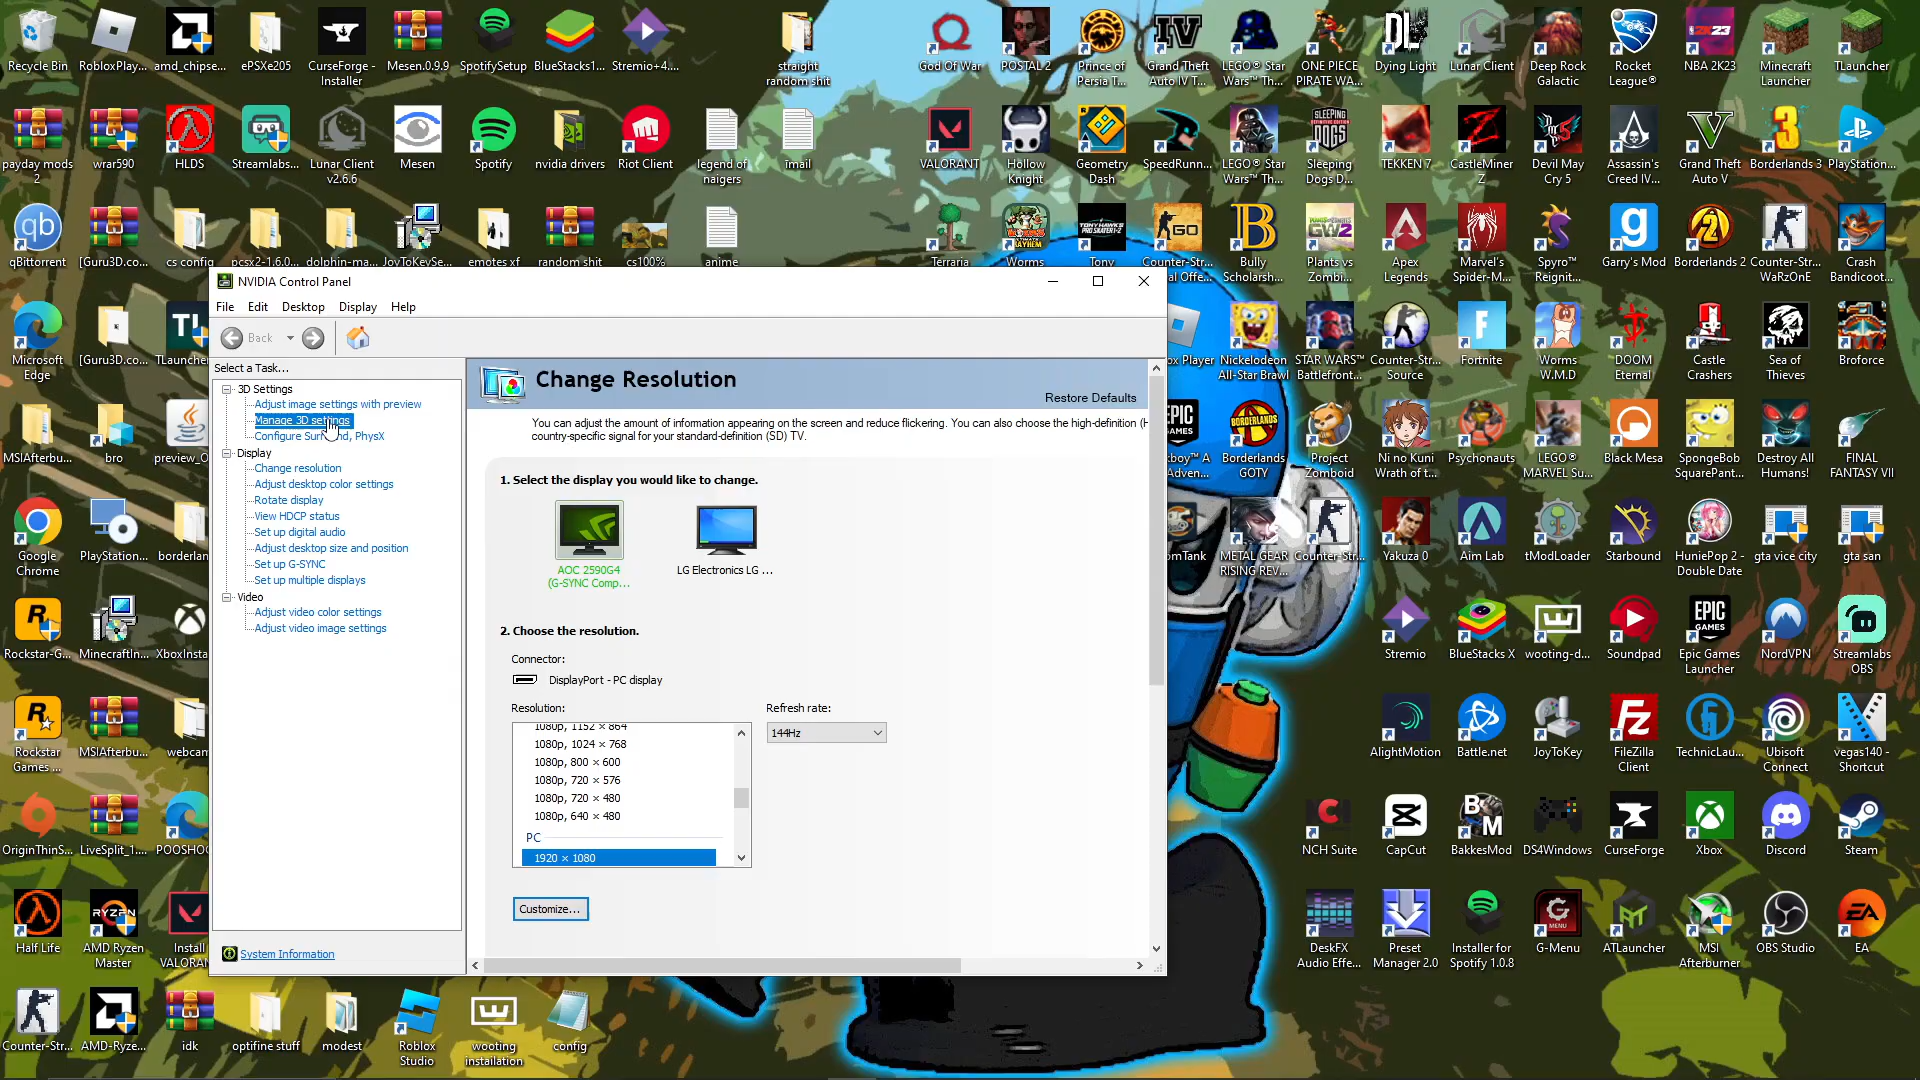 Recycle Bin
RobloxPlay...
amd_chipse...
ePSXe205
CurseForge -
Installer
Mesen.0.9.9
SpotifySetup
BlueStacks1...
Stremio+4....
straight
random shit
God Of War
POSTAL 2
Prince of
Persia T...
Grand Theft
Auto IV T...
LEGO® Star
Wars™ Th...
ONE PIECE
PIRATE WA...
Dying Light
Lunar Client
Deep Rock
Galactic
Rocket
League®
NBA 2K23
Minecraft
Launcher
TLauncher
payday mods
2
wrar590
HLDS
Streamlabs...
Lunar Client
v2.6.6
Mesen
Spotify
nvidia drivers
Riot Client
legend of
naigers
imail
VALORANT
Hollow
Knight
Geometry
Dash
SpeedRunn...
LEGO® Star
Wars™ Th...
Sleeping
Dogs D...
TEKKEN 7
CastleMiner
Z
Devil May
Cry 5
Assassin's
Creed IV...
Grand Theft
Auto V
Borderlands 3
PlayStation...
qBittorrent
[Guru3D.co...
cs config
pcsx2-1.6.0...
dolphin-ma...
JoyToKeySe...
emotes xf
random shit
cs100%
anime
Terraria
Worms
Tony
Counter-Str...
Bully
Scholarsh...
Plants vs
Zombi...
Apex
Legends
Marvel's
Spider-M...
Spyro™
Reignit...
Garry's Mod
Borderlands 2
Counter-Str...
WaRzOnE
Crash
Bandicoot...
NVIDIA Control Panel
File Edit Desktop Display Help
Back
Select a Task...
3D Settings
Adjust image settings with preview
Manage 3D settings
Configure Surround, PhysX
Display
Change resolution
Adjust desktop color settings
Rotate display
View HDCP status
Set up digital audio
Adjust desktop size and position
Set up G-SYNC
Set up multiple displays
Video
Adjust video color settings
Adjust video image settings
System Information
Change Resolution
Restore Defaults
You can adjust the amount of information appearing on the screen and reduce flickering. You can also choose the high-definition (H
country-specific signal for your standard-definition (SD) TV.
1. Select the display you would like to change.
AOC 2590G4
(G-SYNC Comp...
LG Electronics LG ...
2. Choose the resolution.
Connector:
DisplayPort - PC display
Resolution:
Refresh rate:
1080p, 1152 × 864
1080p, 1024 × 768
1080p, 800 × 600
1080p, 720 × 576
1080p, 720 × 480
1080p, 640 × 480
PC
1920 × 1080
144Hz
Customize...
Microsoft
Edge
[Guru3D.co...
TLaunche
ox Player
Nickelodeon
All-Star Brawl
STAR WARS™
Battlefront...
Counter-Str...
Source
Fortnite
Worms
W.M.D
DOOM
Eternal
Castle
Crashers
Sea of
Thieves
Broforce
MSIAfterbu...
bro
preview_O
Borderlands
GOTY
Project
Zomboid
Ni no Kuni
Wrath of t...
Psychonauts
LEGO®
MARVEL Su...
Black Mesa
SpongeBob
SquarePant...
Destroy All
Humans!
FINAL
FANTASY VII
Google
Chrome
PlayStation...
borderlan
omTank
METAL GEAR
RISING REV...
Counter-Str...
Yakuza 0
Aim Lab
tModLoader
Starbound
HuniePop 2 -
Double Date
gta vice city
gta san
Rockstar-G...
MinecraftIn...
XboxInsta
Stremio
BlueStacks X
wooting-d...
Soundpad
Epic Games
Launcher
NordVPN
Streamlabs
OBS
Rockstar
Games ...
MSIAfterbu...
webcam
AlightMotion
Battle.net
JoyToKey
FileZilla
Client
TechnicLau...
Ubisoft
Connect
vegas140 -
Shortcut
OriginThinS...
LiveSplit_1....
POOSHO
NCH Suite
CapCut
BakkesMod
DS4Windows
CurseForge
Xbox
Discord
Steam
Half Life
AMD Ryzen
Master
Install
VALORAN
DeskFX
Audio Effe...
Preset
Manager 2.0
Installer for
Spotify 1.0.8
G-Menu
ATLauncher
MSI
Afterburner
OBS Studio
EA
Counter-Str...
AMD-Ryze...
idk
optifine stuff
modest
Roblox
Studio
wooting
instailation
config